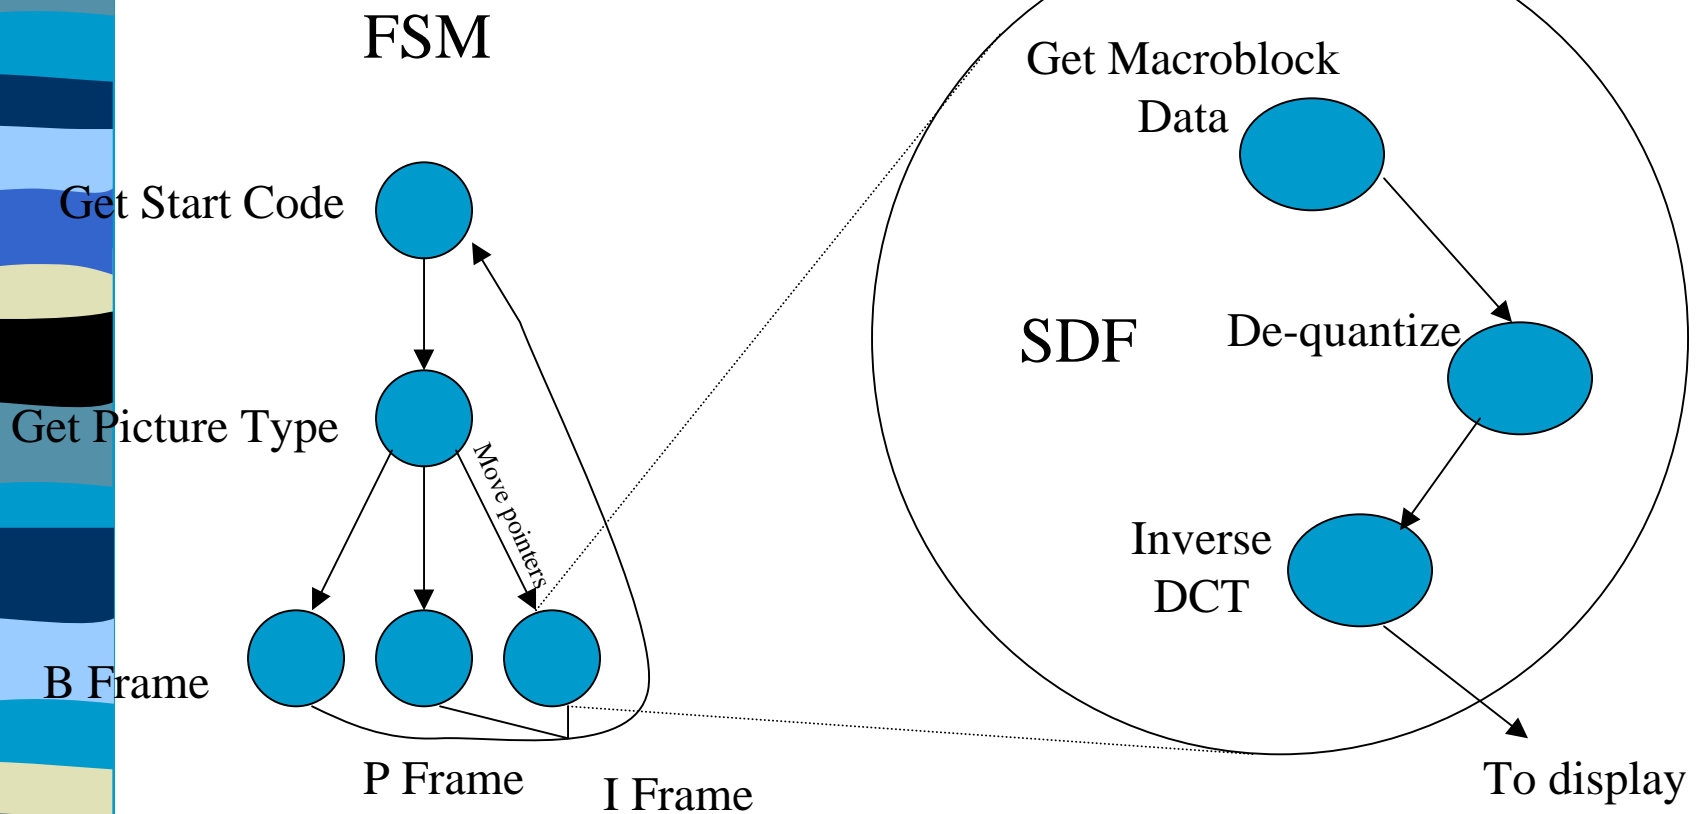 FSM
Get Start Code
Get Picture Type
Move pointers
B Frame
P Frame
I Frame
Get Macroblock
Data
SDF
De-quantize
Inverse
DCT
To display